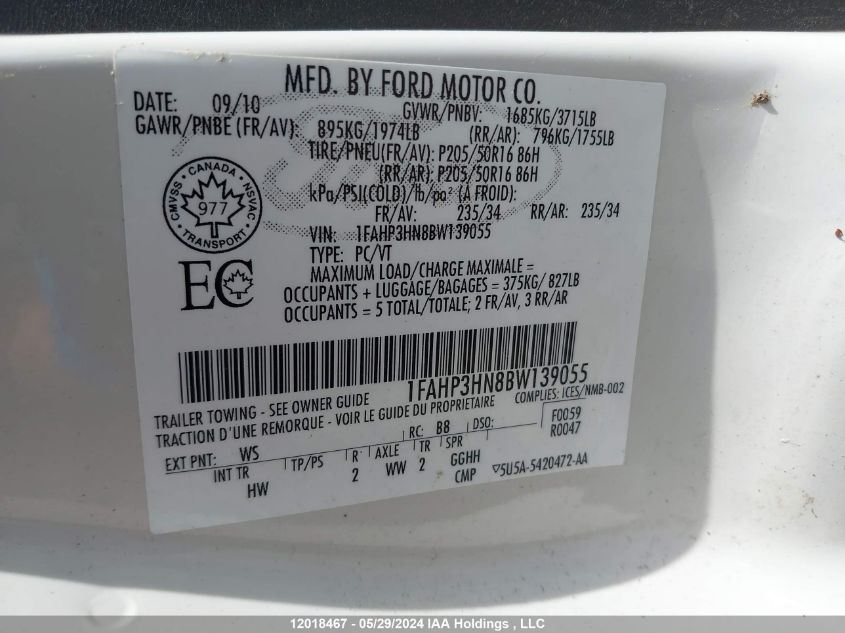 MFD. BY FORD MOTOR CO.
DATE: 09/10 GVWR/PNBV: 1685KG/3715LB
GAWR/PNBE (FR/AV): 895KG/1974LB (RR/AR): 796KG/1755LB
TIRE/PNEU(FR/AV): P205/50R16 86H
(RR/AR): P205/50R16 86H
kPa/PSI(COLD)/lb/po² (A FROID):
FR/AV: 235/34 RR/AR: 235/34
VIN: 1FAHP3HN8BW139055
TYPE: PC/VT
MAXIMUM LOAD/CHARGE MAXIMALE =
OCCUPANTS + LUGGAGE/BAGAGES = 375KG/ 827LB
OCCUPANTS = 5 TOTAL/TOTALE; 2 FR/AV, 3 RR/AR
CANADA
CMVSS NSVAC
977
TRANSPORT
EC
1FAHP3HN8BW139055
TRAILER TOWING - SEE OWNER GUIDE COMPLIES: ICES/NMB-002
TRACTION D'UNE REMORQUE - VOIR LE GUIDE DU PROPRIETAIRE
EXT PNT: WS RC: B8 DSO: F0059
R0047
INT TR TP/PS R AXLE TR SPR
HW 2 WW 2 GGHH
CMP 5U5A-5420472-AA
12018467 - 05/29/2024 IAA Holdings , LLC